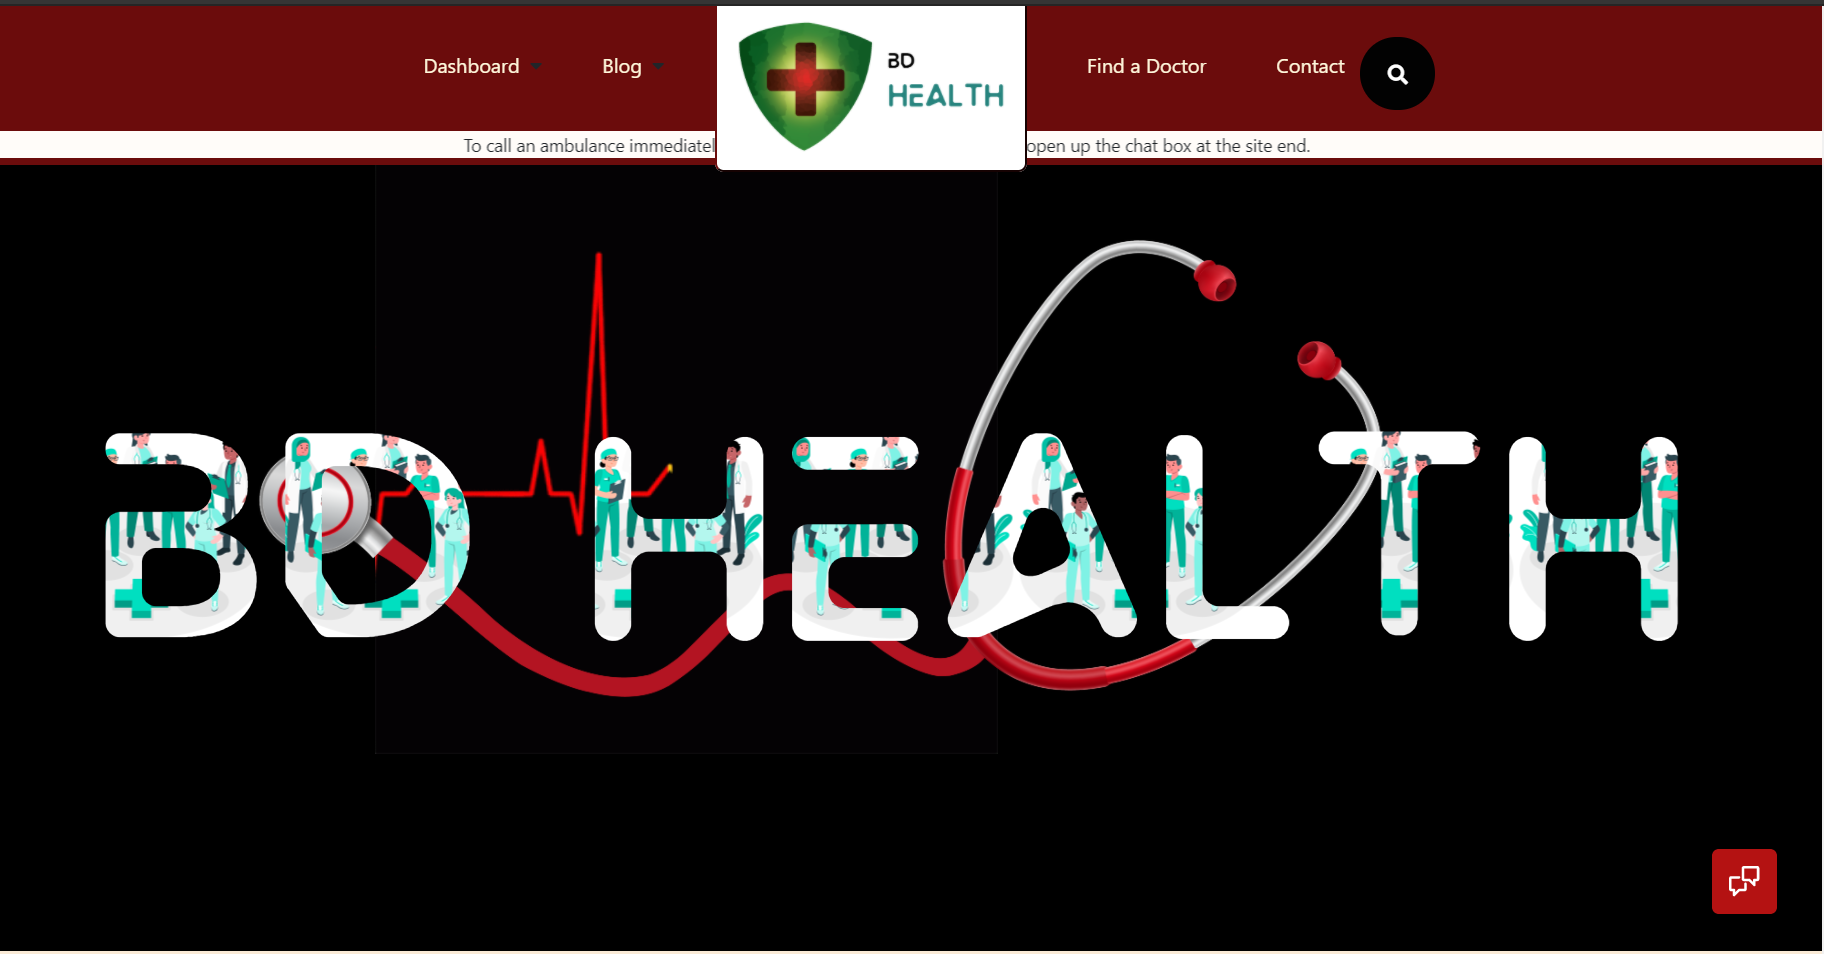 Dashboard Blog BD HEALTH Find a Doctor Contact
To call an ambulance immediatel open up the chat box at the site end.
BD HEALTH